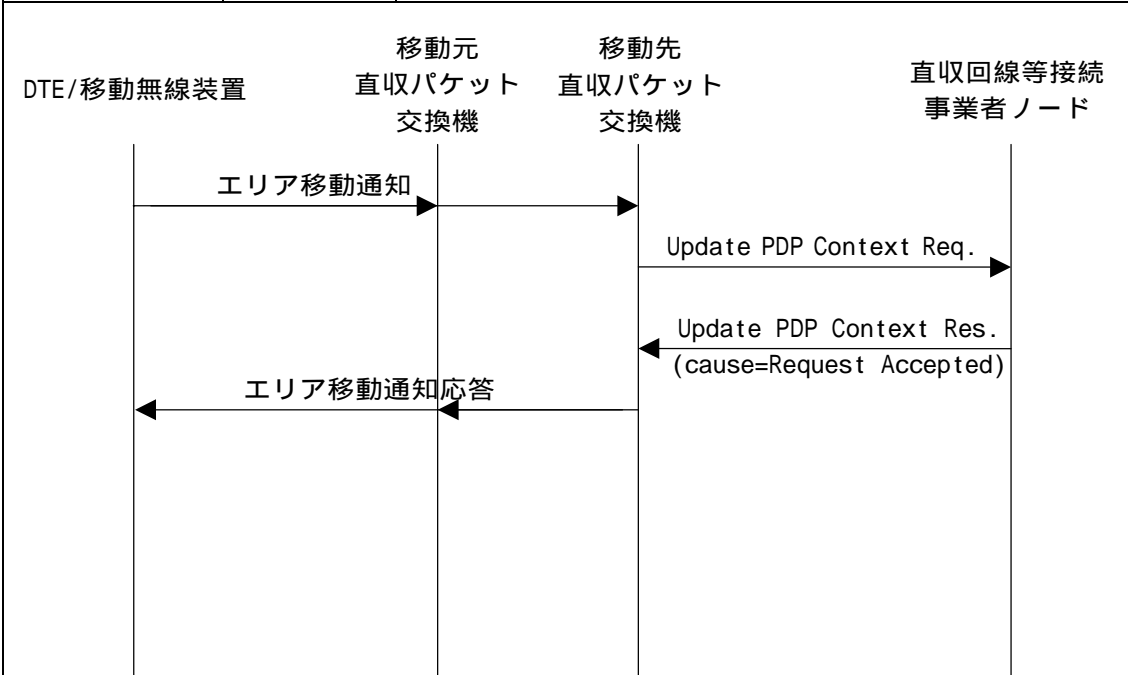 DTE/移動無線装置
移動元
直収パケット
交換機
移動先
直収パケット
交換機
直収回線等接続
事業者ノード
エリア移動通知
Update PDP Context Req.
Update PDP Context Res.
(cause=Request Accepted)
エリア移動通知応答